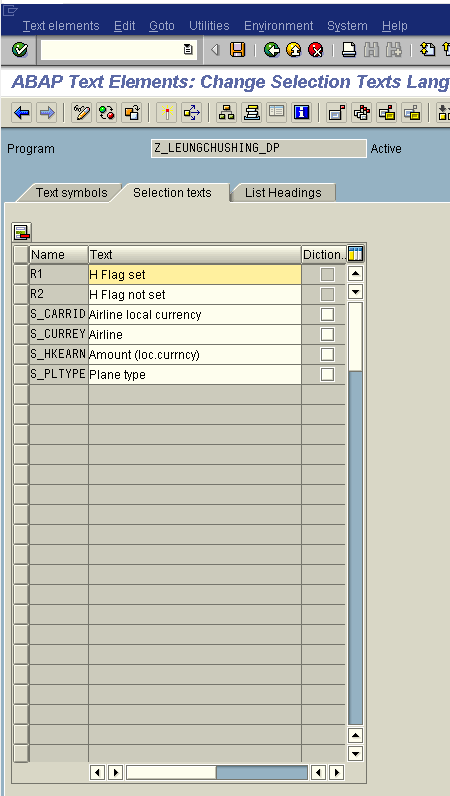 Text elements Edit Goto Utilities Environment System Help
ABAP Text Elements: Change Selection Texts Lang
Program Z_LEUNGCHUSHING_DP Active
Text symbols Selection texts List Headings
Name Text Diction..
R1 H Flag set
R2 H Flag not set
S_CARRID Airline local currency
S_CURREY Airline
S_HKEARN Amount (loc.currncy)
S_PLTYPE Plane type